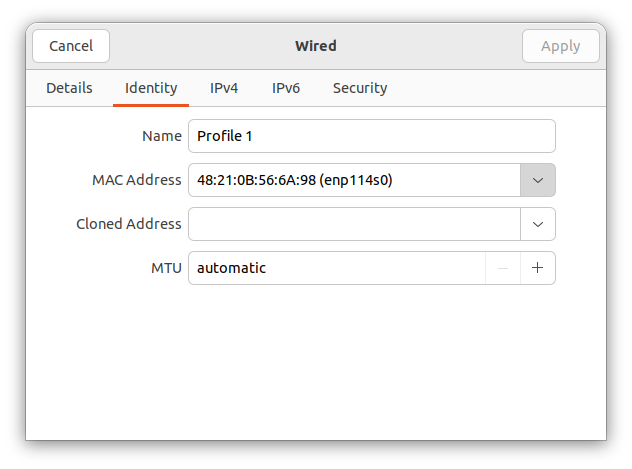 Cancel Wired Apply
Details Identity IPv4 IPv6 Security
Name Profile 1
MAC Address 48:21:0B:56:6A:98 (enp114s0)
Cloned Address
MTU automatic